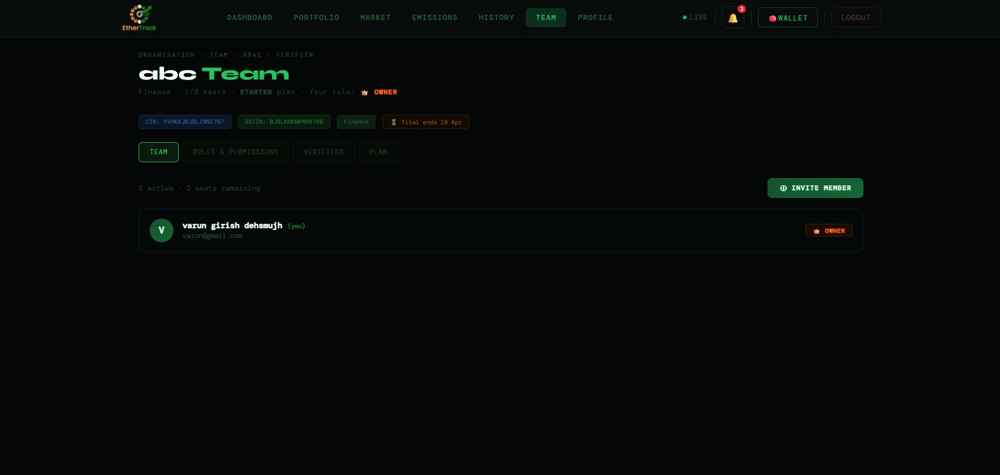 EtherTrack
DASHBOARD PORTFOLIO MARKET EMISSIONS HISTORY TEAM PROFILE LIVE 3 WALLET LOGOUT
ORGANISATION · TEAM · RBAC · VERIFIER
abc Team
Finance · 1/3 seats · STARTER plan · Your role: OWNER
CIN: YVHKKJBJBLINNI797 GSTIN: BJBLKNKNKM98798 Finance Trial ends 19 Apr
TEAM ROLES & PERMISSIONS VERIFIERS PLAN
1 active · 2 seats remaining
INVITE MEMBER
V
varun girish dehsmujh (you)
varun@gmail.com
OWNER